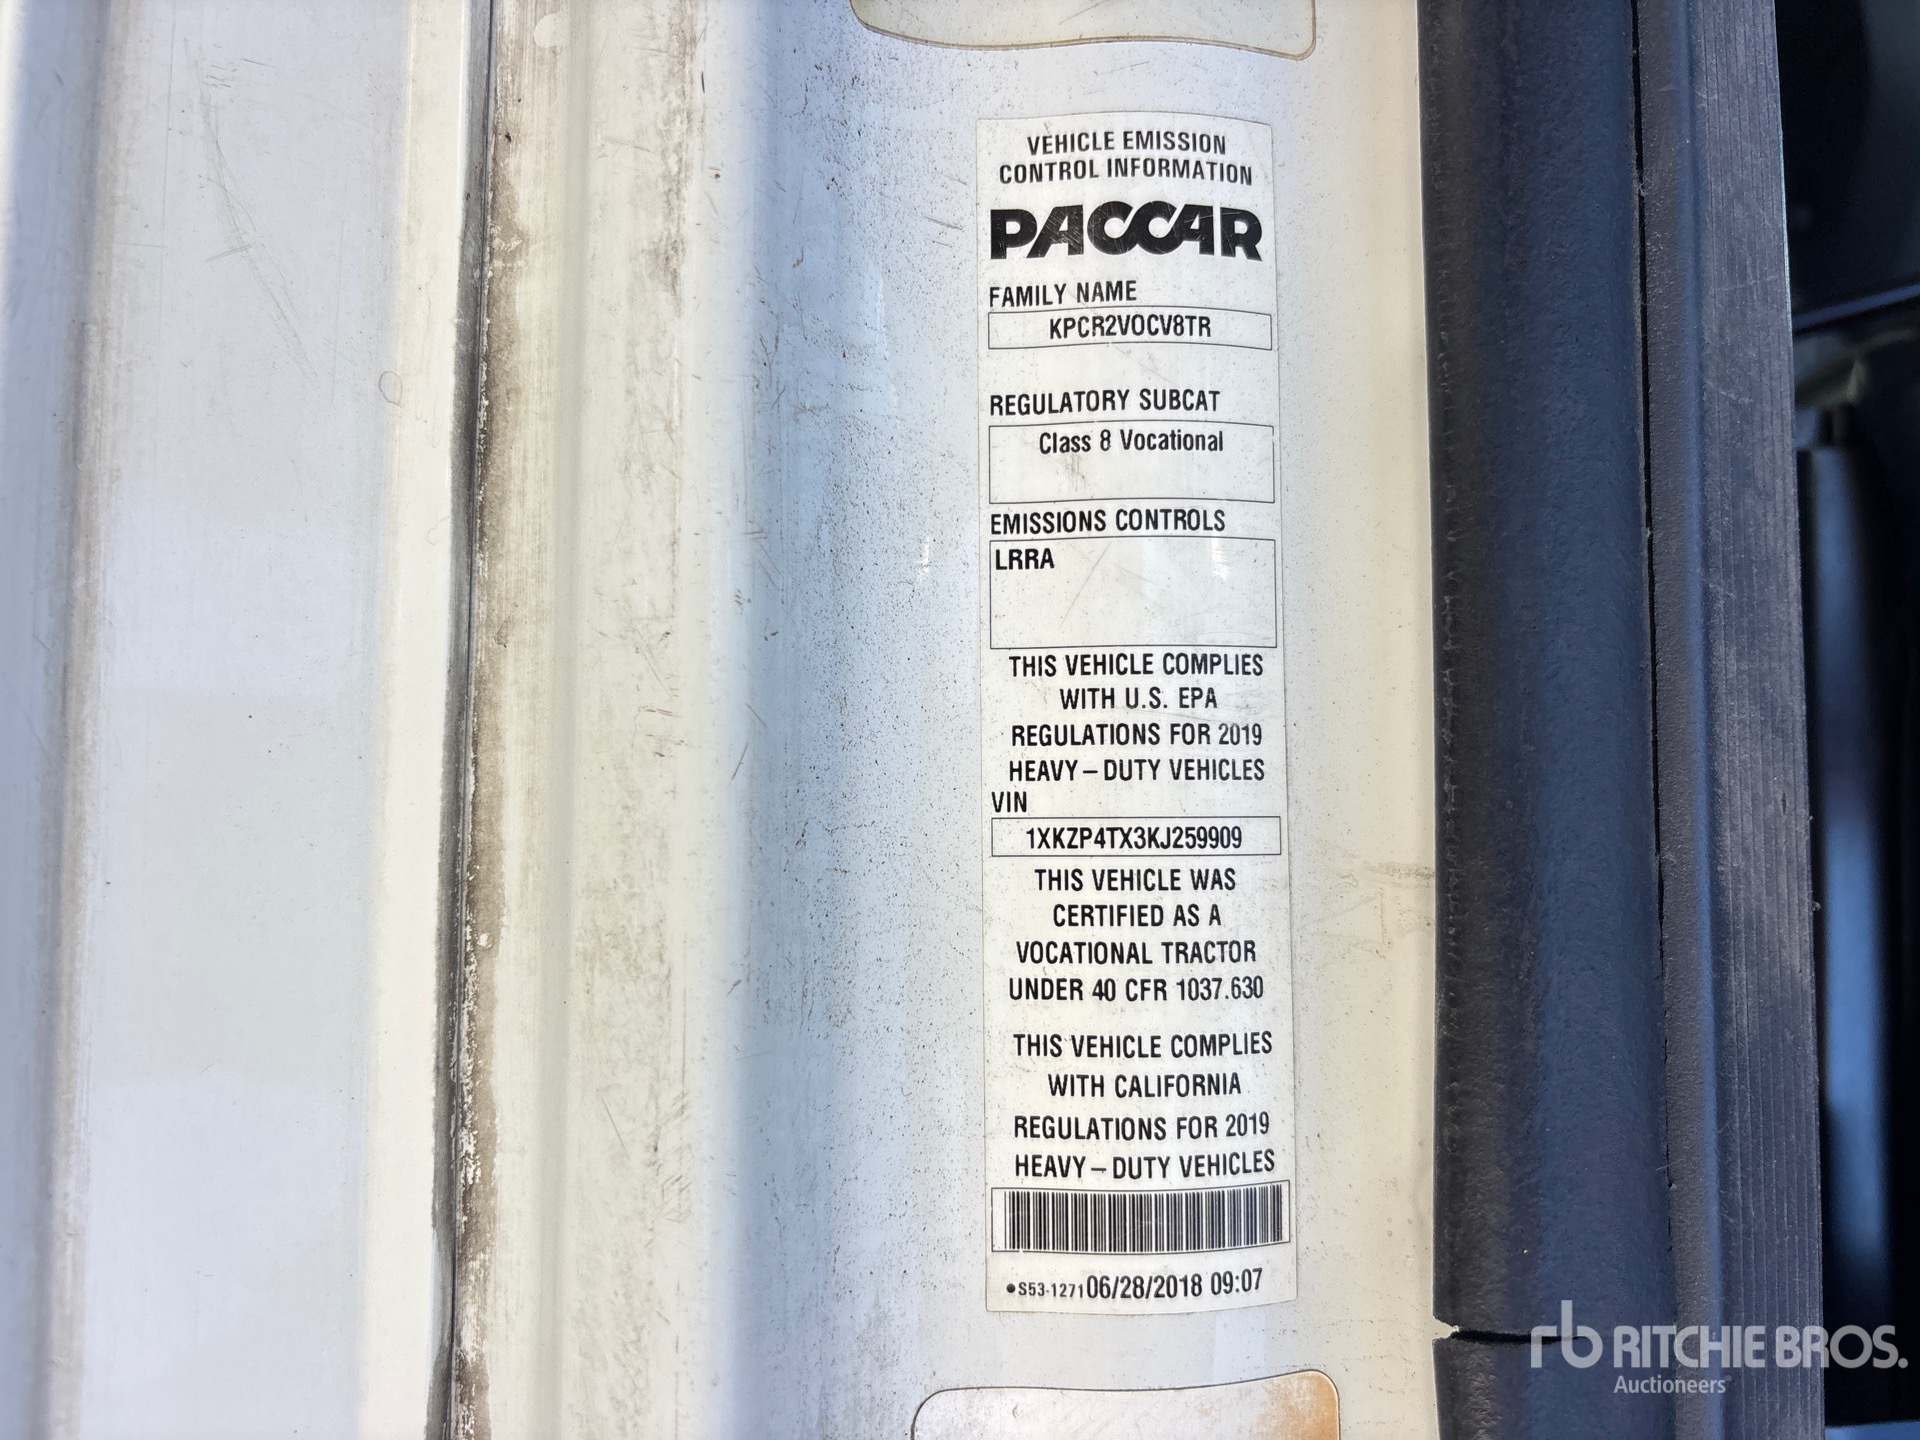 VEHICLE EMISSION
CONTROL INFORMATION
PACCAR
FAMILY NAME
KPCR2VOCV8TR
REGULATORY SUBCAT
Class 8 Vocational
EMISSIONS CONTROLS
LRRA
THIS VEHICLE COMPLIES
WITH U.S. EPA
REGULATIONS FOR 2019
HEAVY – DUTY VEHICLES
VIN
1XKZP4TX3KJ259909
THIS VEHICLE WAS
CERTIFIED AS A
VOCATIONAL TRACTOR
UNDER 40 CFR 1037.630
THIS VEHICLE COMPLIES
WITH CALIFORNIA
REGULATIONS FOR 2019
HEAVY – DUTY VEHICLES
●S53-1271 06/28/2018 09:07
rb RITCHIE BROS.
Auctioneers